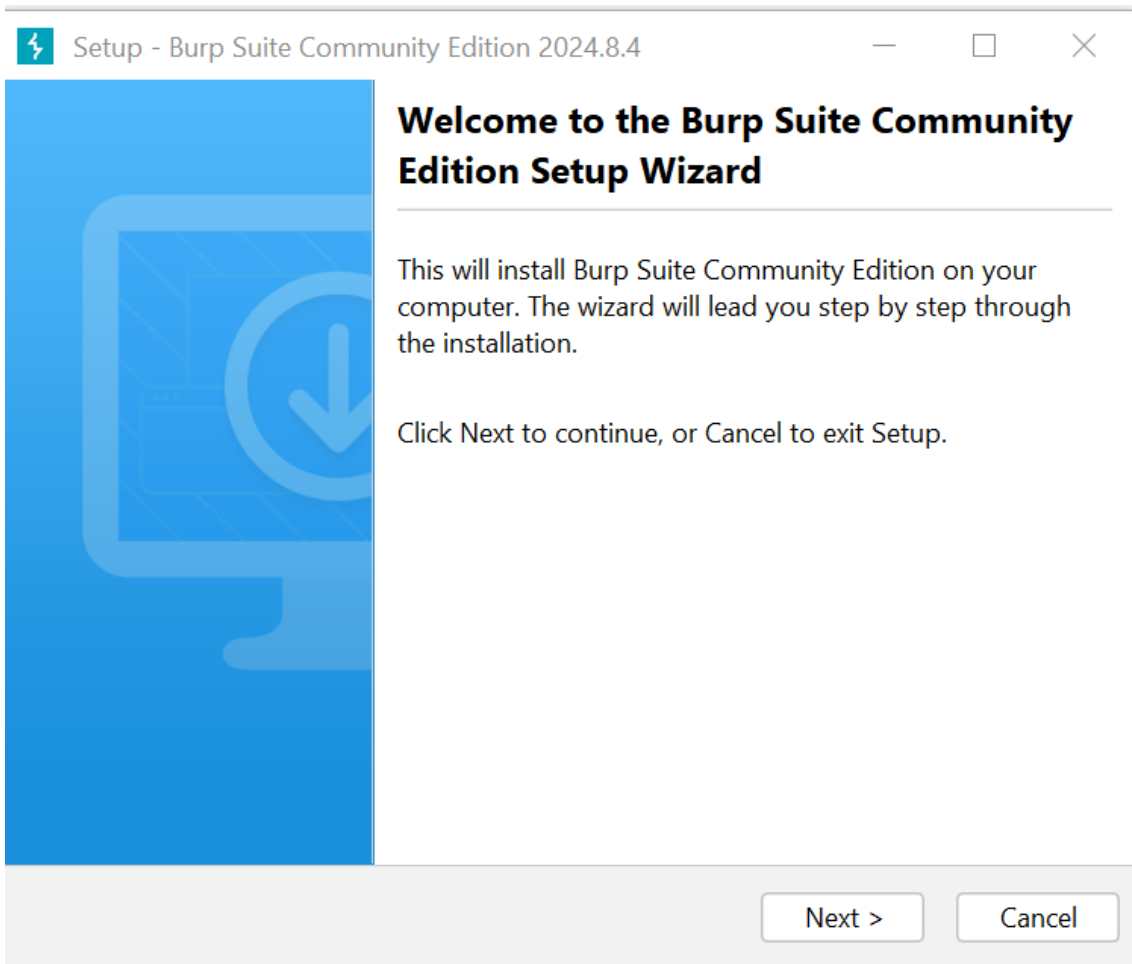 Setup - Burp Suite Community Edition 2024.8.4
Welcome to the Burp Suite Community
Edition Setup Wizard
This will install Burp Suite Community Edition on your
computer. The wizard will lead you step by step through
the installation.
Click Next to continue, or Cancel to exit Setup.
Next >
Cancel